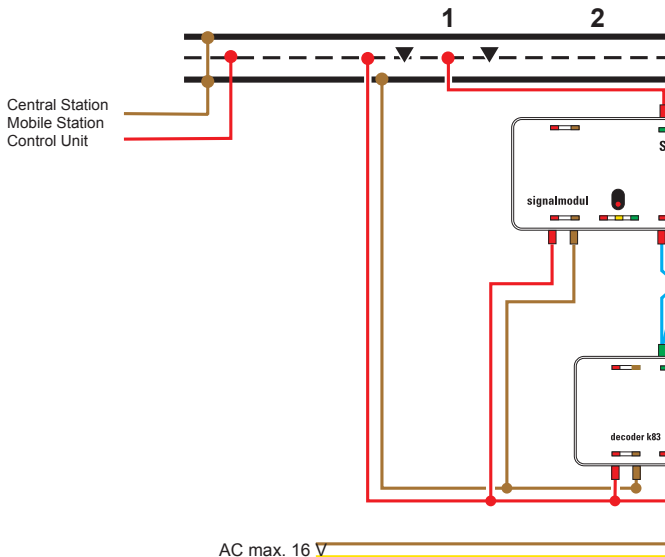 1 2
Central Station
Mobile Station
Control Unit
S
signalmodul
decoder k83
AC max. 16 V